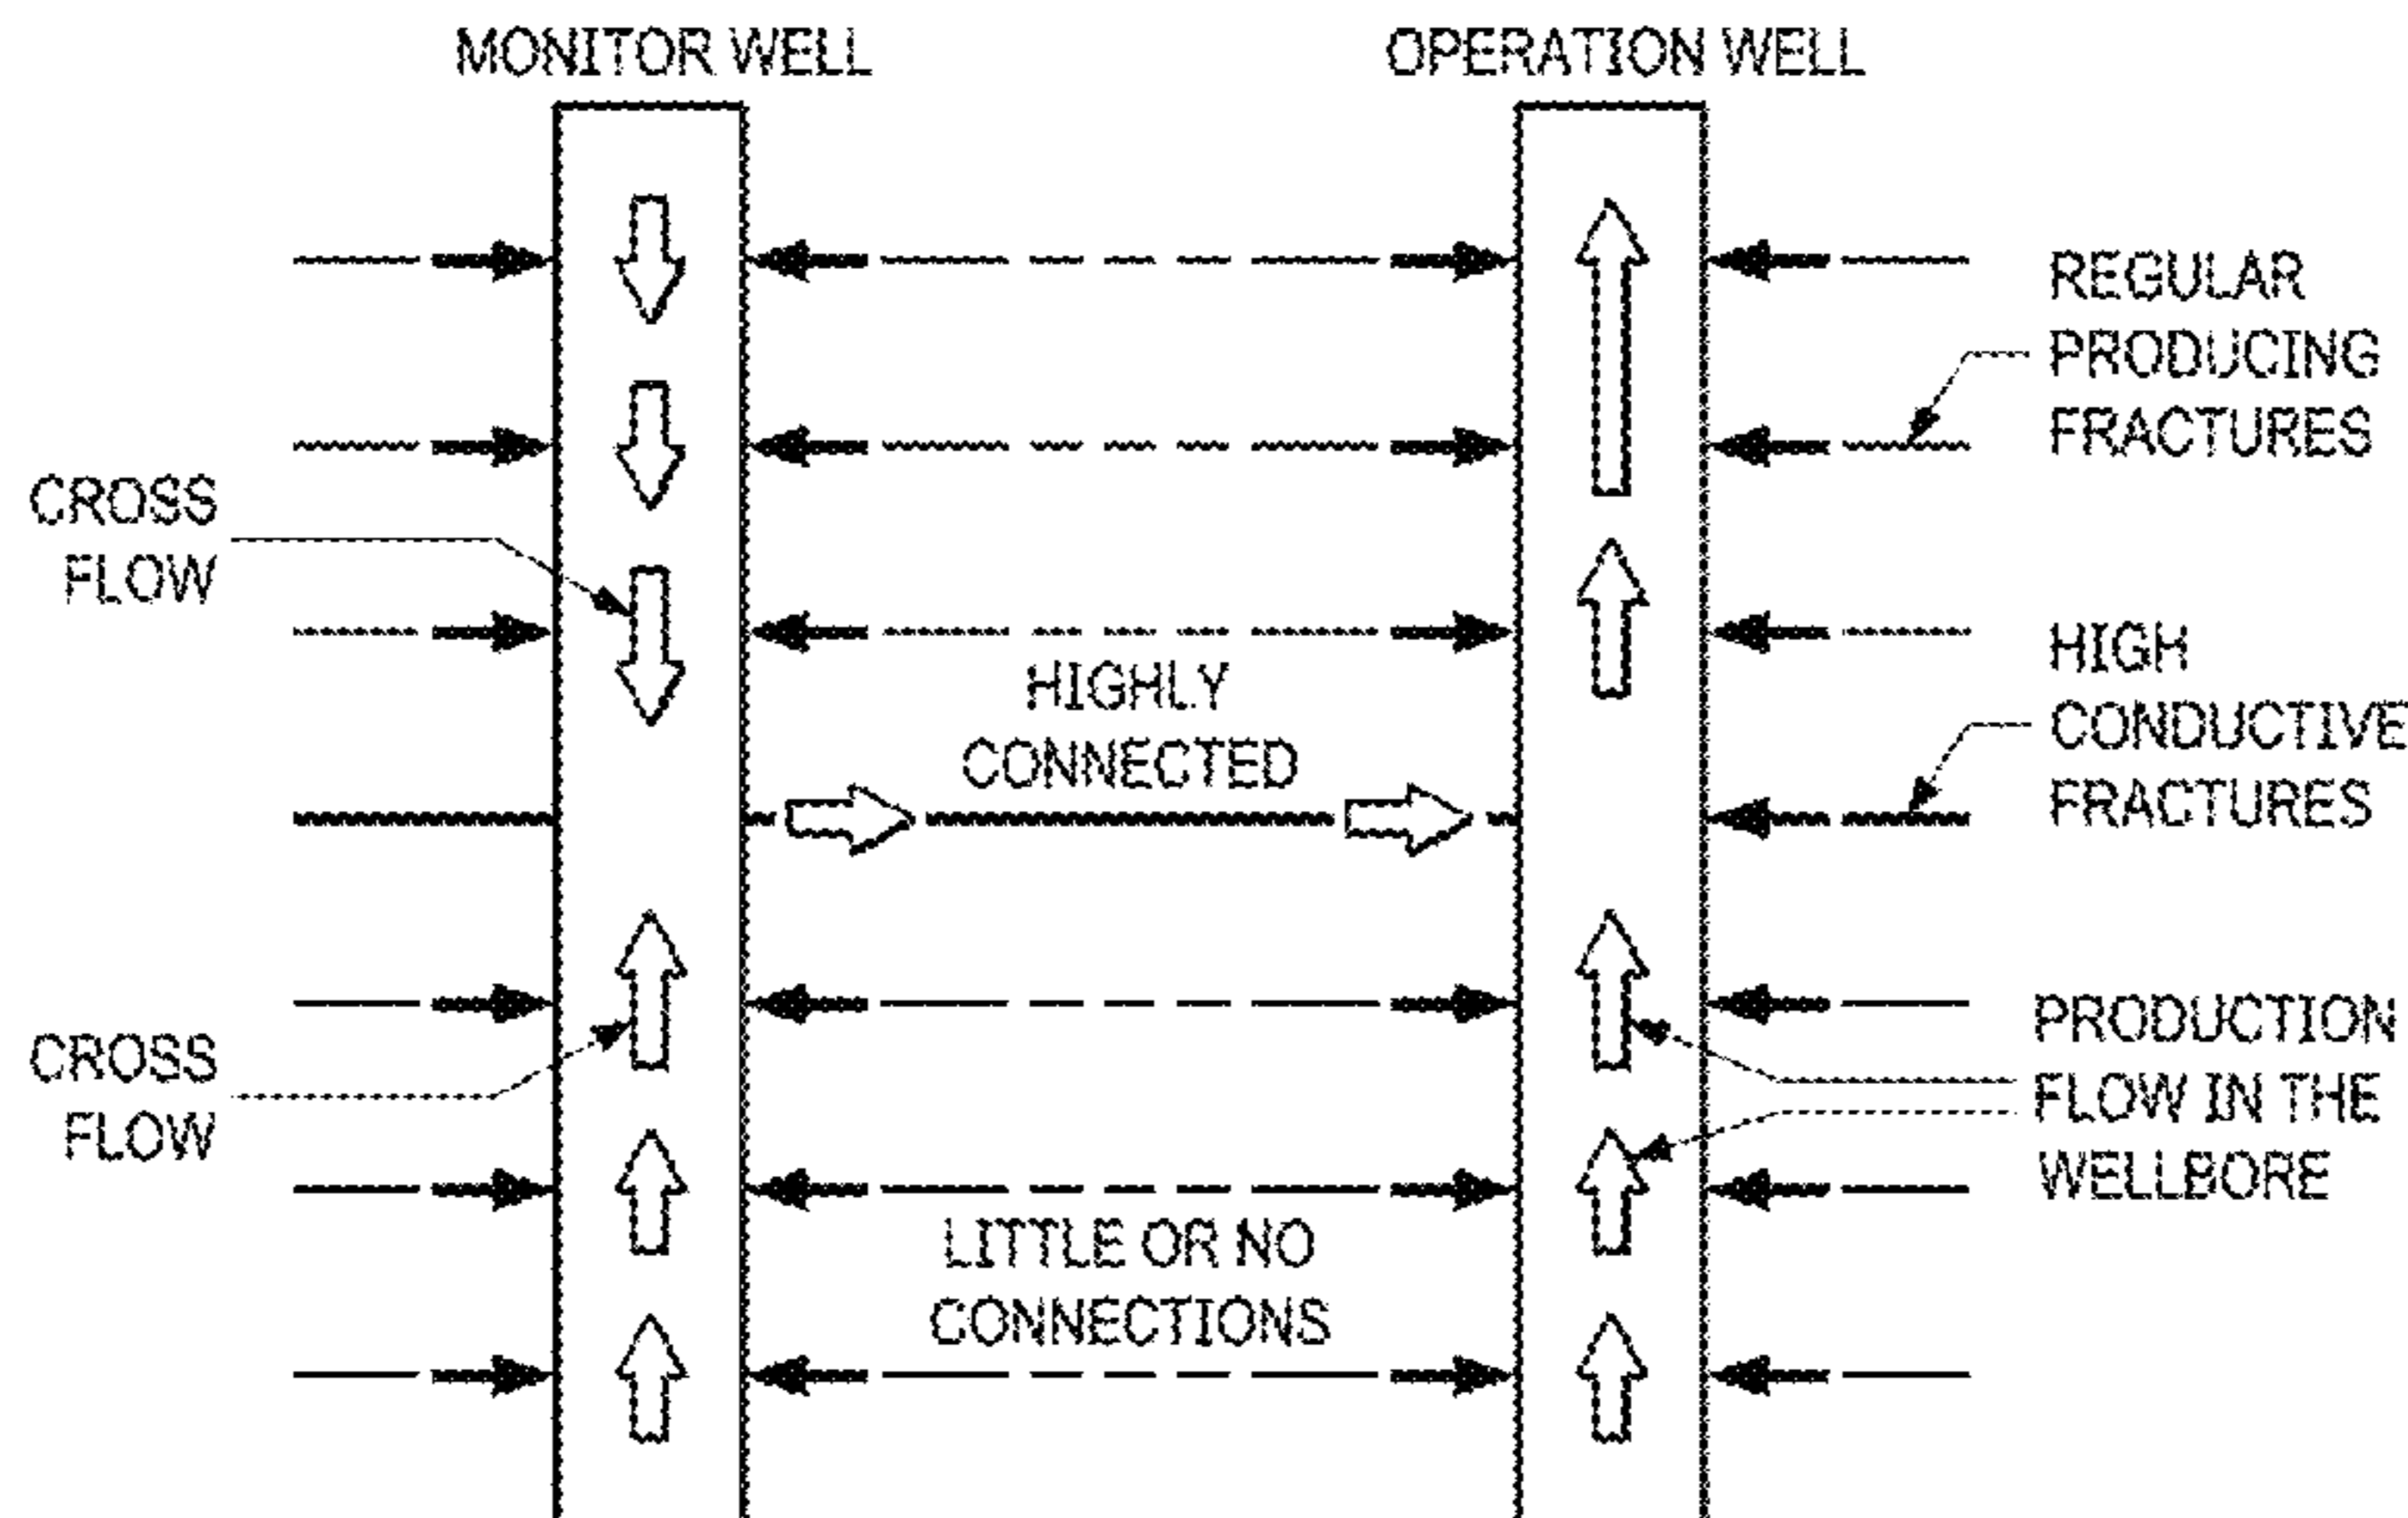 MONITOR WELL
OPERATION WELL
REGULAR
PRODUCING
FRACTURES
CROSS
FLOW
HIGHLY
CONNECTED
HIGH
CONDUCTIVE
FRACTURES
CROSS
FLOW
PRODUCTION
FLOW IN THE
WELLBORE
LITTLE OR NO
CONNECTIONS